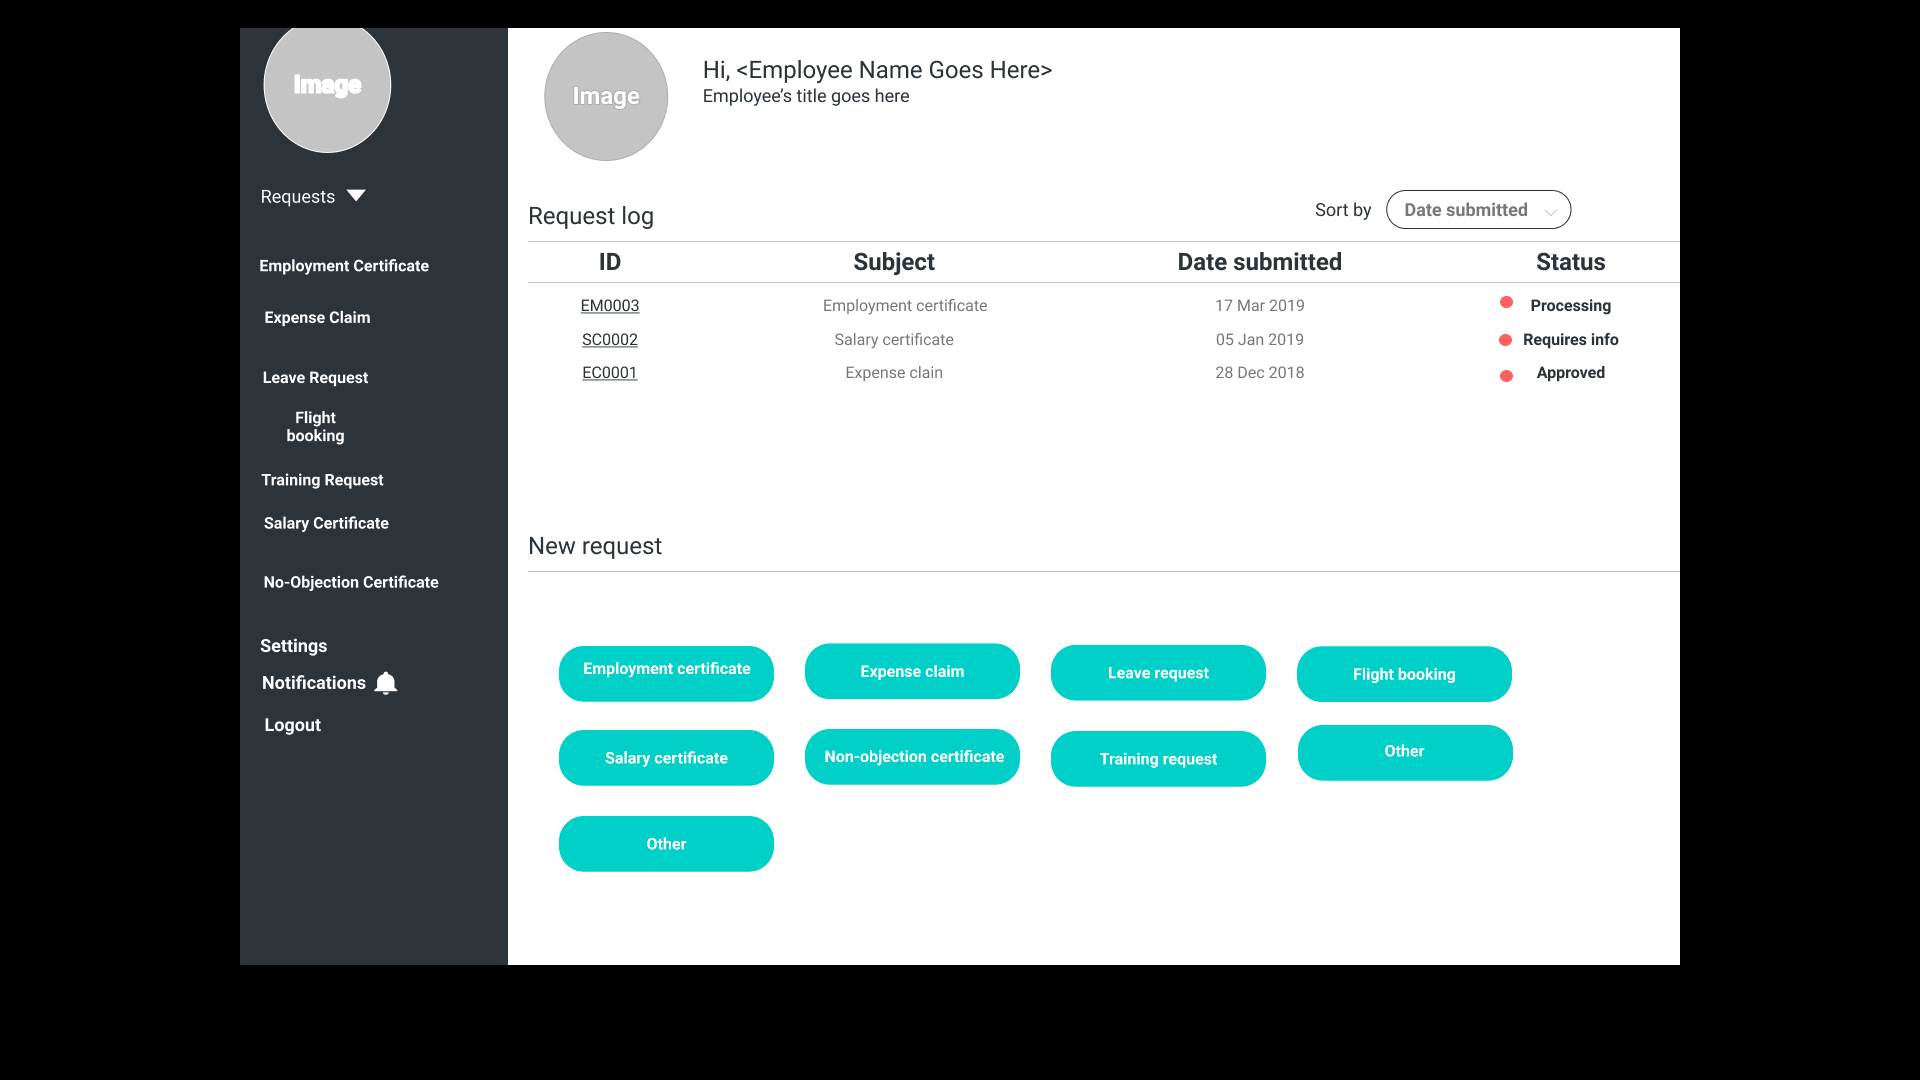 Image
Requests
Employment Certificate
Expense Claim
Leave Request
Flight
booking
Training Request
Salary Certificate
No-Objection Certificate
Settings
Notifications
Logout
Image
Hi, <Employee Name Goes Here>
Employee’s title goes here
Request log
Sort by Date submitted
ID Subject Date submitted Status
EM0003 Employment certificate 17 Mar 2019 Processing
SC0002 Salary certificate 05 Jan 2019 Requires info
EC0001 Expense clain 28 Dec 2018 Approved
New request
Employment certificate Expense claim Leave request Flight booking
Salary certificate Non-objection certificate Training request Other
Other